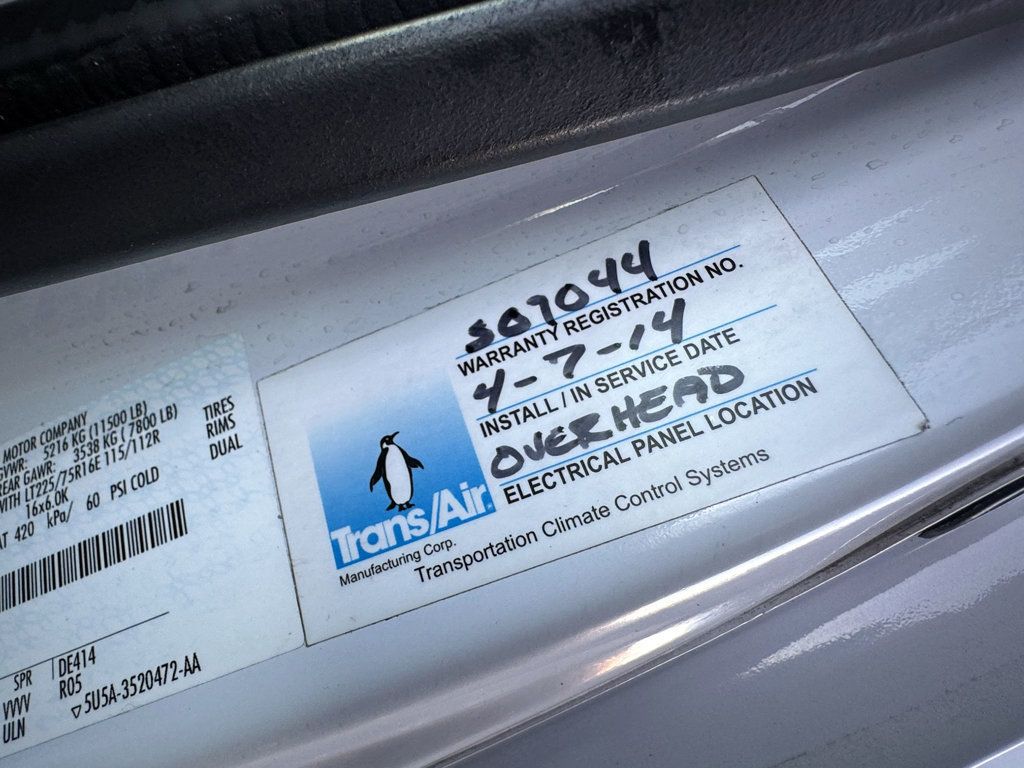 MOTOR COMPANY
GVWR: 5216 KG (11500 LB)
REAR GAWR: 3538 KG ( 7800 LB)
WITH LT225/75R16E 115/112R
16x6.0K
AT 420 kPa/ 60 PSI COLD
TIRES
RIMS
DUAL
SPR
DE414
VVVV
R05
ULN
▽5U5A-3520472-AA
Trans/Air®
Manufacturing Corp.
S07044
WARRANTY REGISTRATION NO.
4-7-14
INSTALL / IN SERVICE DATE
OVERHEAD
ELECTRICAL PANEL LOCATION
Transportation Climate Control Systems